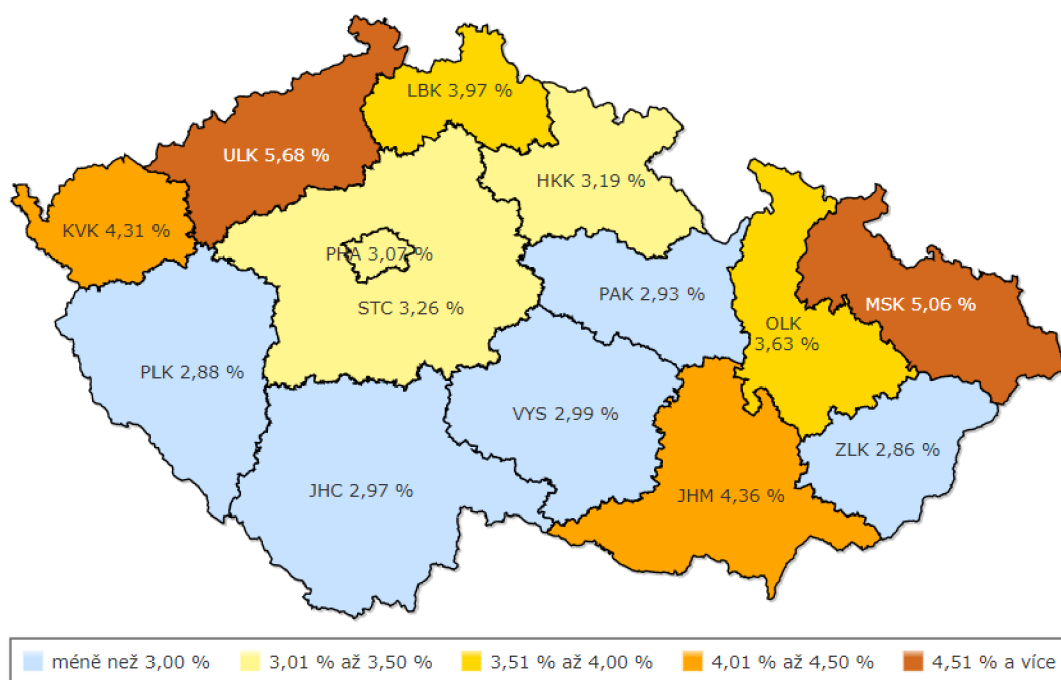 LBK 3,97 %
ULK 5,68 %
HKK 3,19 %
KVK 4,31 %
PHA 3,07 %
PAK 2,93 %
STC 3,26 %
MSK 5,06 %
OLK
3,63 %
PLK 2,88 %
VYS 2,99 %
ZLK 2,86 %
JHC 2,97 %
JHM 4,36 %
méně než 3,00 %
3,01 % až 3,50 %
3,51 % až 4,00 %
4,01 % až 4,50 %
4,51 % a více